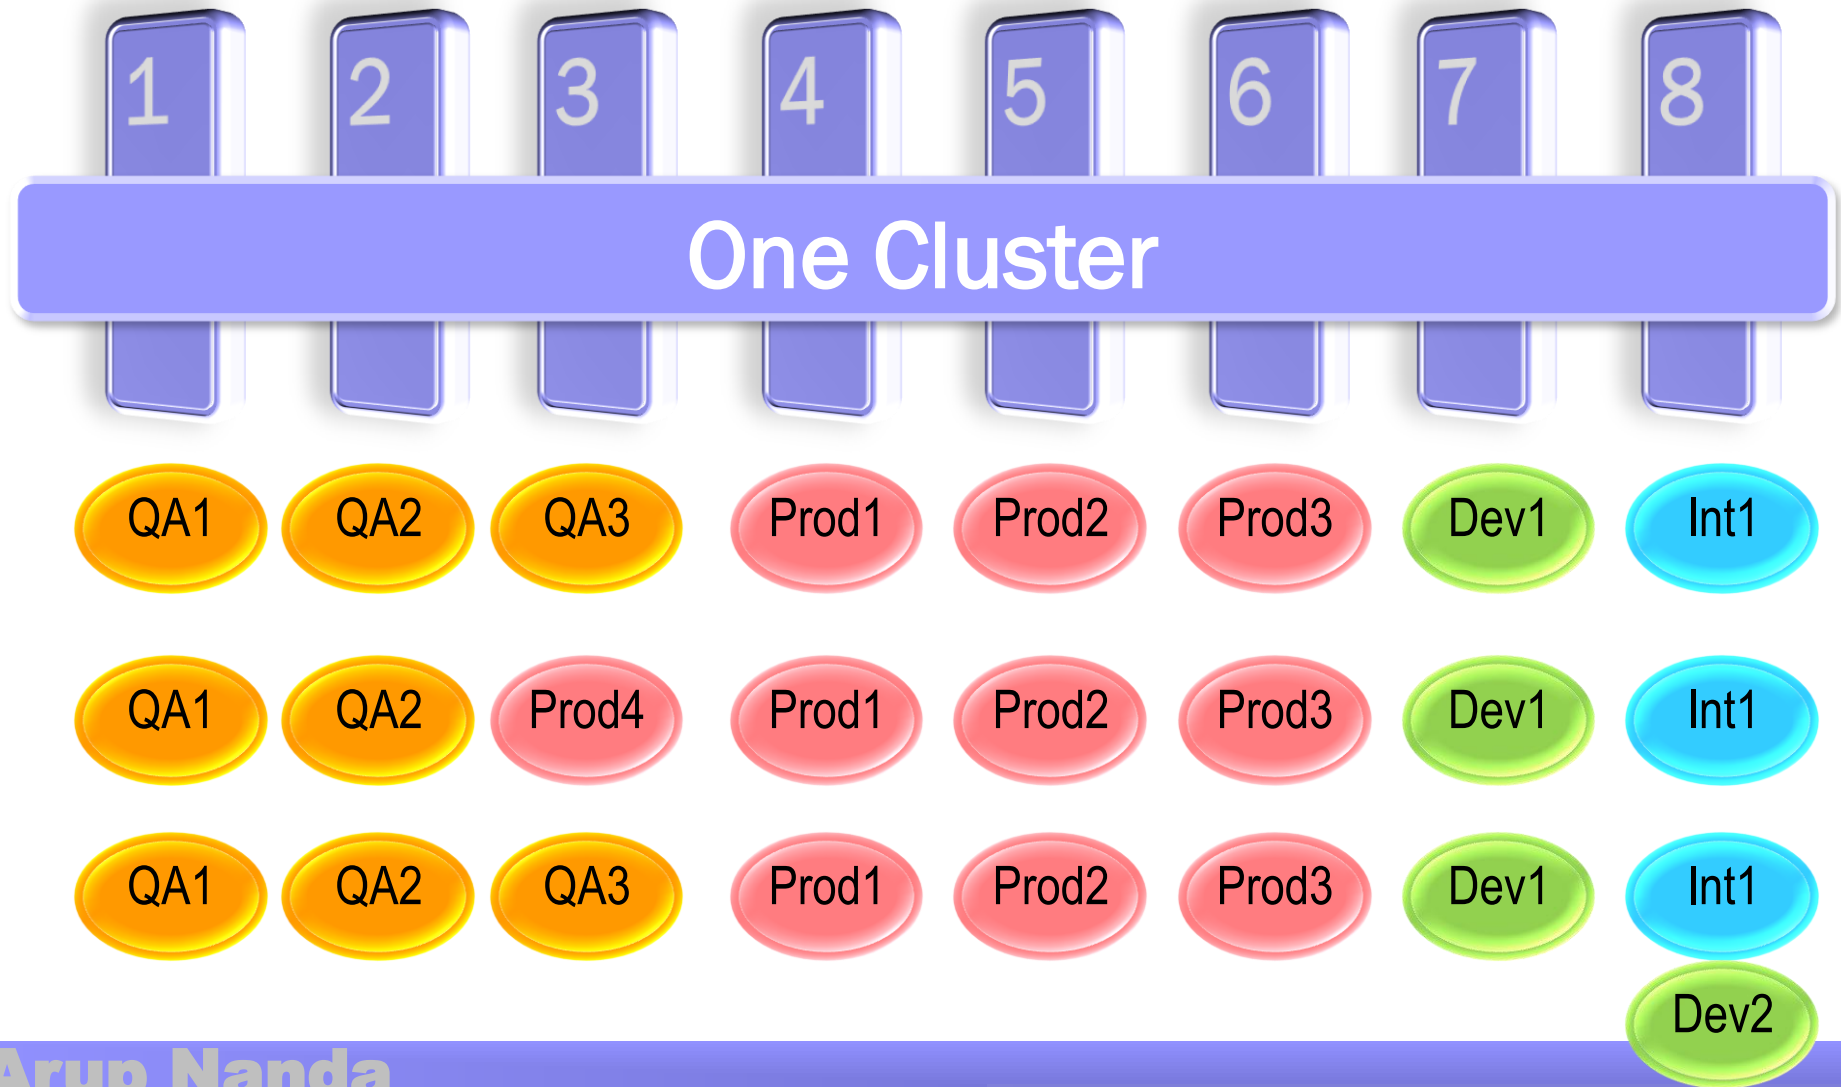 1 2 3 4 5 6 7 8
One Cluster
QA1 QA2 QA3 Prod1 Prod2 Prod3 Dev1 Int1
QA1 QA2 Prod4 Prod1 Prod2 Prod3 Dev1 Int1
QA1 QA2 QA3 Prod1 Prod2 Prod3 Dev1 Int1
Dev2
Arup Nanda